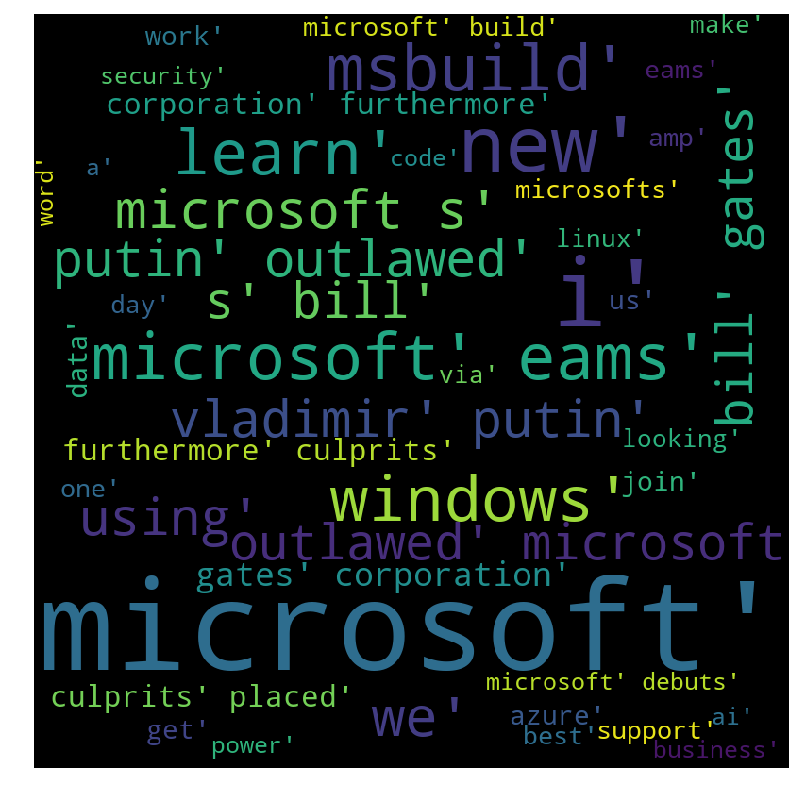 make'
microsoft' build'
work'
msbuild'
eams'
security'
corporation' furthermore'
bill' gates'
new'
learn'
amp'
code'
a'
word'
microsofts'
microsoft s'
linux'
putin' outlawed'
i'
s' bill'
us'
day'
data'
microsoft' eams'
via'
vladimir' putin'
looking'
furthermore' culprits'
windows'
join'
one'
using'
outlawed' microsoft
gates' corporation'
microsoft'
microsoft' debuts'
culprits' placed'
we'
azure'
ai'
get'
best'
support'
power'
business'